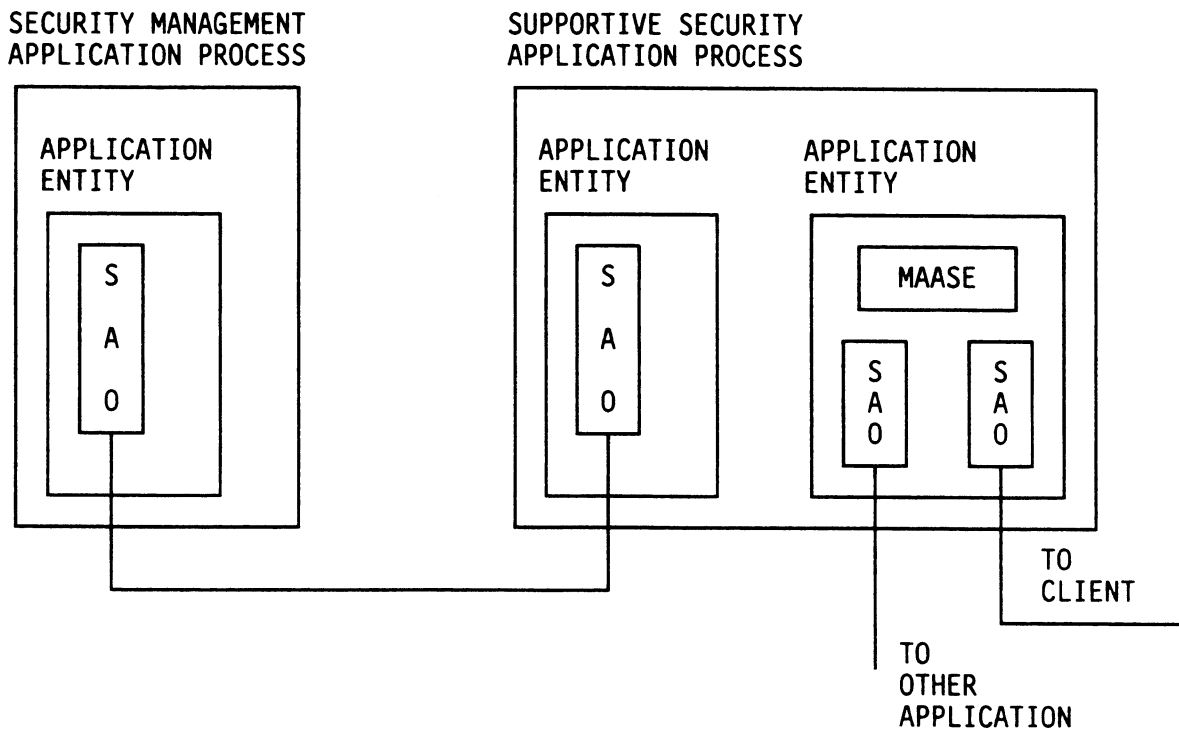 SECURITY MANAGEMENT
APPLICATION PROCESS
SUPPORTIVE SECURITY
APPLICATION PROCESS
APPLICATION
ENTITY
S
A
O
APPLICATION
ENTITY
S
A
O
APPLICATION
ENTITY
MAASE
S
A
O
S
A
O
TO
CLIENT
TO
OTHER
APPLICATION